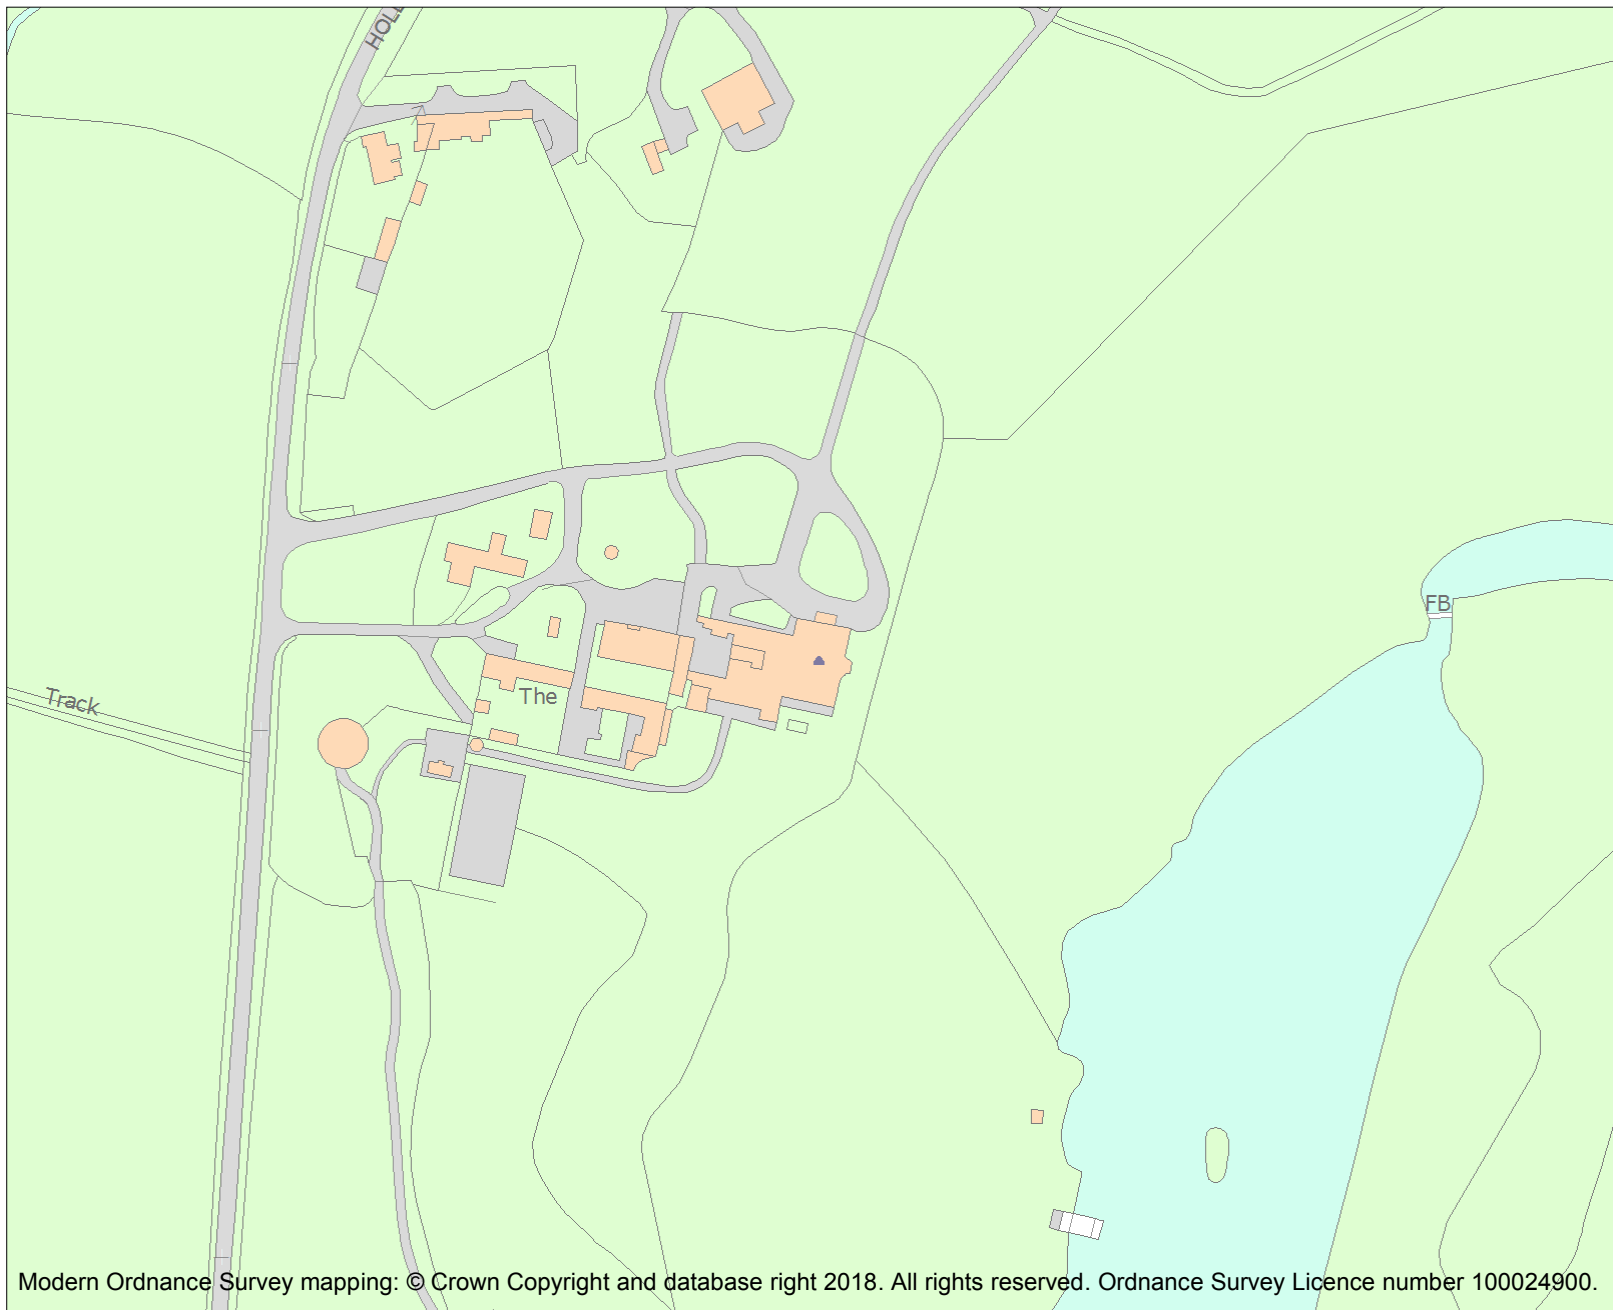 FB
Track
The
Modern Ordnance Survey mapping: © Crown Copyright and database right 2018. All rights reserved. Ordnance Survey Licence number 100024900.